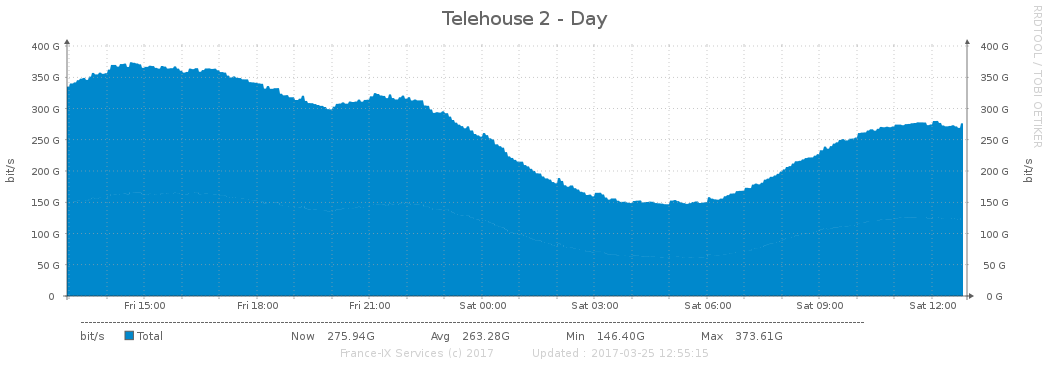 Telehouse 2 - Day
RRDTOOL / TOBI OETIKER
bit/s
bit/s
400 G 400 G
350 G 350 G
300 G 300 G
250 G 250 G
200 G 200 G
150 G 150 G
100 G 100 G
50 G 50 G
0 0 G
Fri 15:00 Fri 18:00 Fri 21:00 Sat 00:00 Sat 03:00 Sat 06:00 Sat 09:00 Sat 12:00
bit/s Total Now 275.94G Avg 263.28G Min 146.40G Max 373.61G
France-IX Services (c) 2017 Updated : 2017-03-25 12:55:15